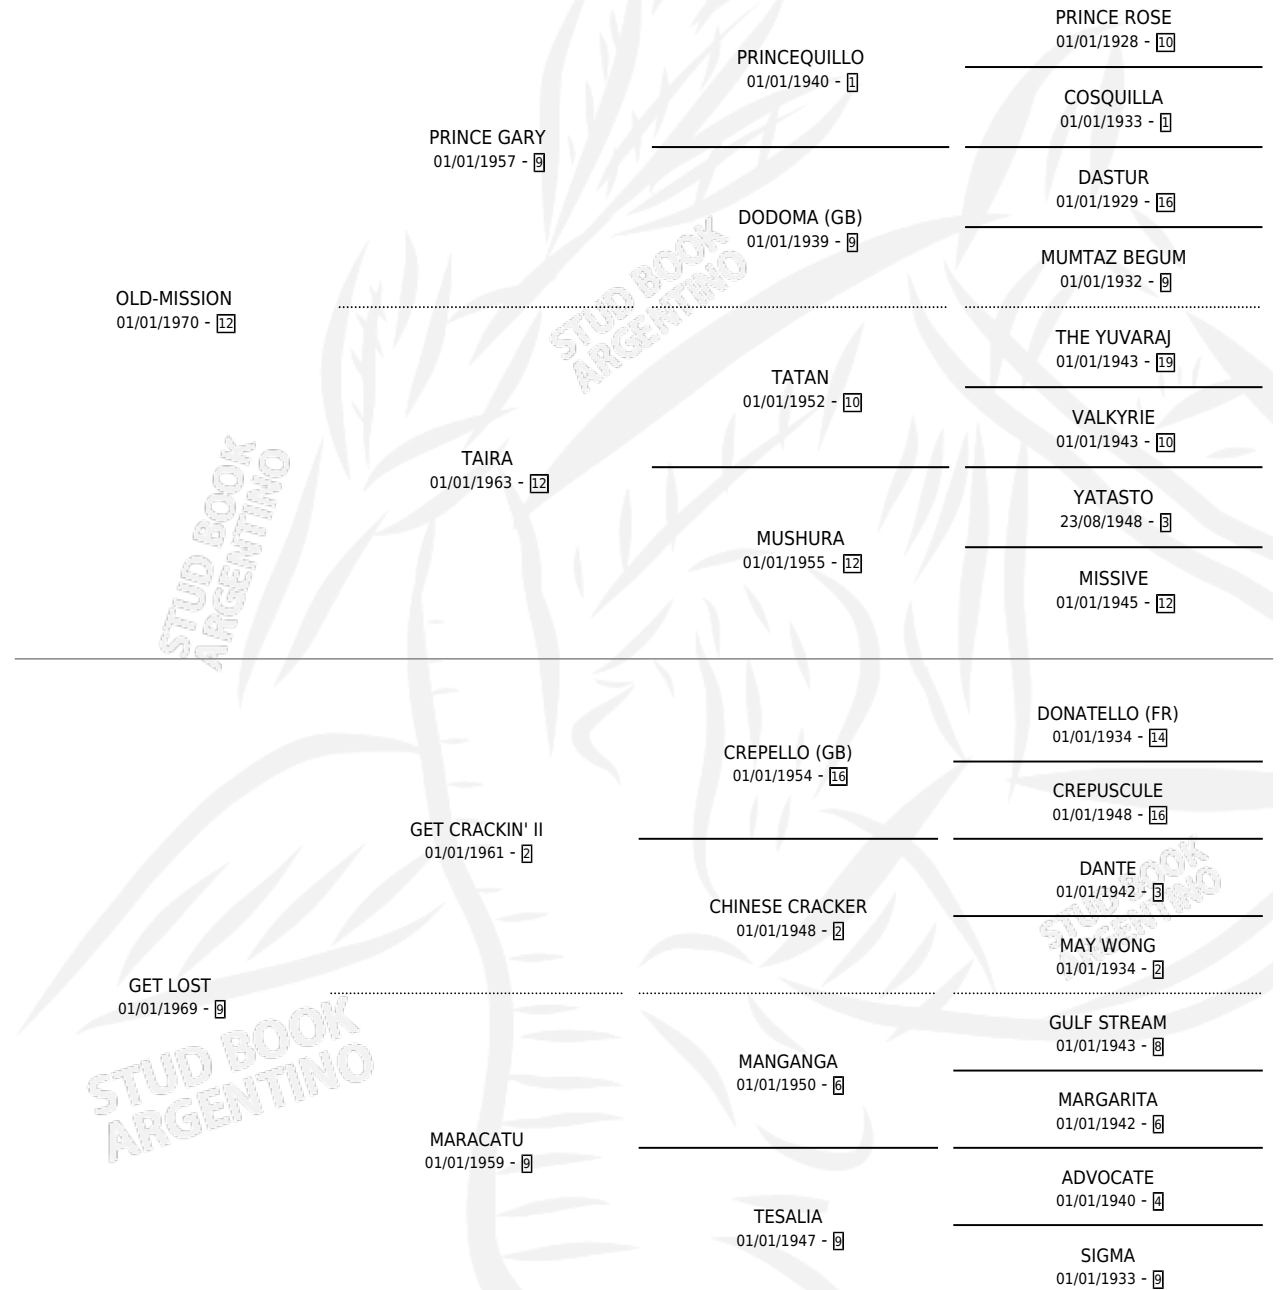 PRINCE ROSE
01/01/1928 - 10
PRINCEQUILLO
01/01/1940 - 1
COSQUILLA
01/01/1933 - 1
PRINCE GARY
01/01/1957 - 9
DASTUR
01/01/1929 - 16
DODOMA (GB)
01/01/1939 - 9
MUMTAZ BEGUM
01/01/1932 - 9
OLD-MISSION
01/01/1970 - 12
THE YUVARAJ
01/01/1943 - 19
TATAN
01/01/1952 - 10
VALKYRIE
01/01/1943 - 10
TAIRA
01/01/1963 - 12
YATASTO
23/08/1948 - 3
MUSHURA
01/01/1955 - 12
MISSIVE
01/01/1945 - 12
STUD BOOK
ARGENTINO
STUD BOOK
ARGENTINO
DONATELLO (FR)
01/01/1934 - 14
CREPELLO (GB)
01/01/1954 - 16
CREPUSCULE
01/01/1948 - 16
GET CRACKIN' II
01/01/1961 - 2
DANTE
01/01/1942 - 3
CHINESE CRACKER
01/01/1948 - 2
MAY WONG
01/01/1934 - 2
GET LOST
01/01/1969 - 9
GULF STREAM
01/01/1943 - 8
MANGANGA
01/01/1950 - 6
MARGARITA
01/01/1942 - 6
MARACATU
01/01/1959 - 9
ADVOCATE
01/01/1940 - 4
TESALIA
01/01/1947 - 9
SIGMA
01/01/1933 - 9
STUD BOOK
ARGENTINO
STUD BOOK
ARGENTINO